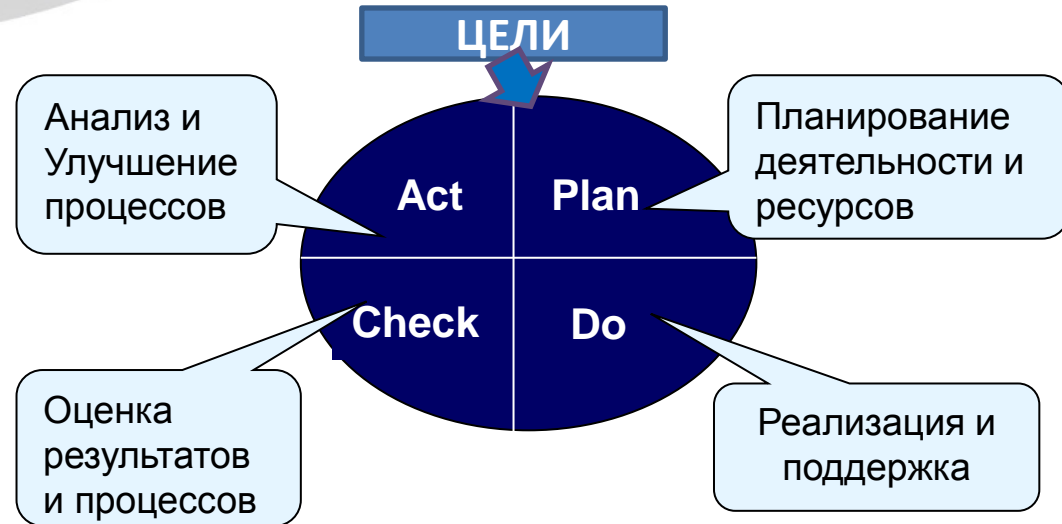 ЦЕЛИ
Анализ и
Улучшение
процессов
Планирование
деятельности и
ресурсов
Act
Plan
Check
Do
Оценка
результатов
и процессов
Реализация и
поддержка